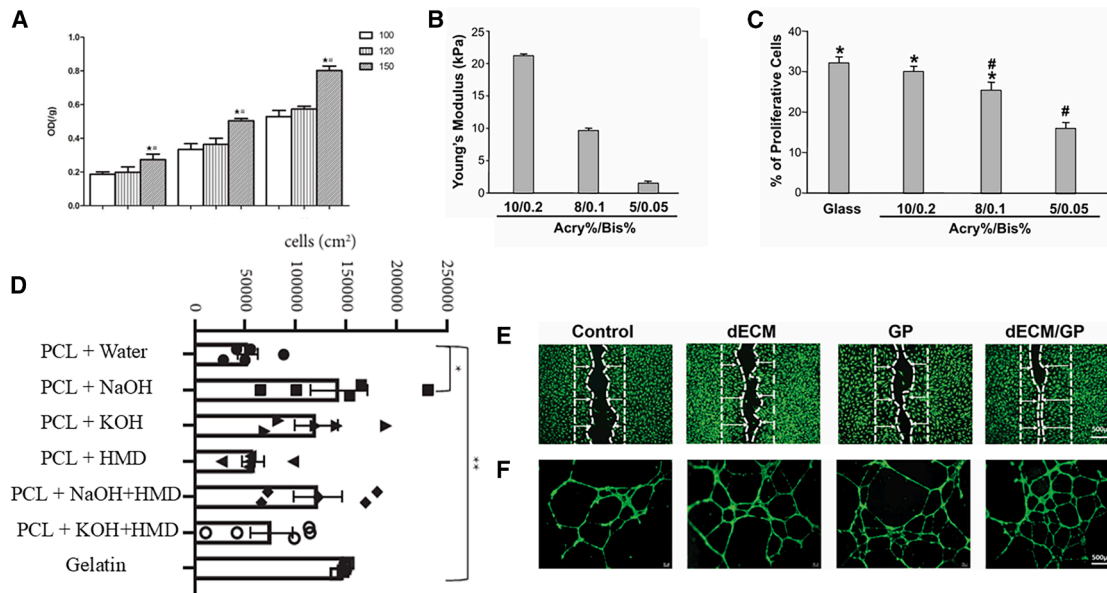 A
100
120
150
1.0
0.8
0.6
0.4
0.2
0.0
OD(/g)
cells (cm²)
B
Young's Modulus (kPa)
25
20
15
10
5
0
10/0.2 8/0.1 5/0.05
Acry%/Bis%
C
% of Proliferative Cells
40
30
20
10
0
* * # * #
Glass 10/0.2 8/0.1 5/0.05
Acry%/Bis%
D
0 50000 100000 150000 200000 250000
PCL + Water
PCL + NaOH
PCL + KOH
PCL + HMD
PCL + NaOH+HMD
PCL + KOH+HMD
Gelatin
*
**
E
Control dECM GP dECM/GP
500μ
F
500μ